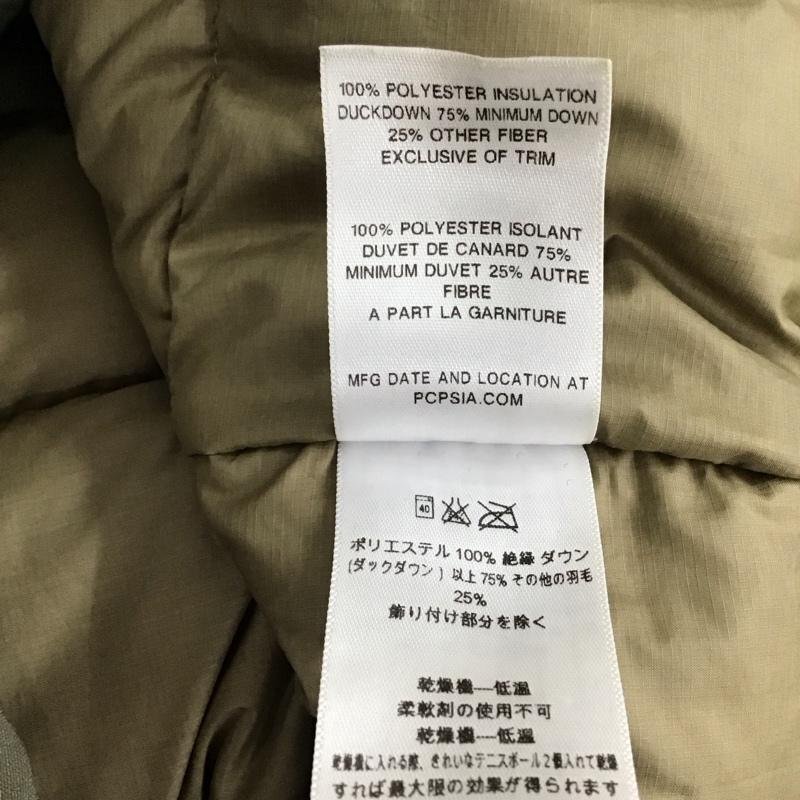 100% POLYESTER INSULATION
DUCKDOWN 75% MINIMUM DOWN
25% OTHER FIBER
EXCLUSIVE OF TRIM
100% POLYESTER ISOLANT
DUVET DE CANARD 75%
MINIMUM DUVET 25% AUTRE
FIBRE
A PART LA GARNITURE
MFG DATE AND LOCATION AT
PCPSIA.COM
40
ポリエステル 100% 絶縁 ダウン
(ダックダウン) 以上 75% その他の羽毛
25%
飾り付け部分を除く
乾燥機---低温
柔軟剤の使用不可
乾燥機---低温
乾燥機に入れる際、きれいなテニスボール2個入れて乾燥
すれば最大限の効果が得られます